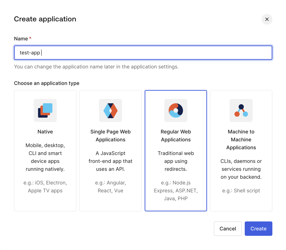 Create application
×
Name *
test-app
You can change the application name later in the application settings.
Choose an application type
Native
Mobile, desktop,
CLI and smart
device apps
running natively.
e.g.: iOS, Electron,
Apple TV apps
Single Page Web
Applications
A JavaScript
front-end app that
uses an API.
e.g.: Angular,
React, Vue
Regular Web
Applications
Traditional web
app using
redirects.
e.g.: Node.js
Express, ASP.NET,
Java, PHP
Machine to
Machine
Applications
CLIs, daemons or
services running
on your backend.
e.g.: Shell script
Cancel
Create